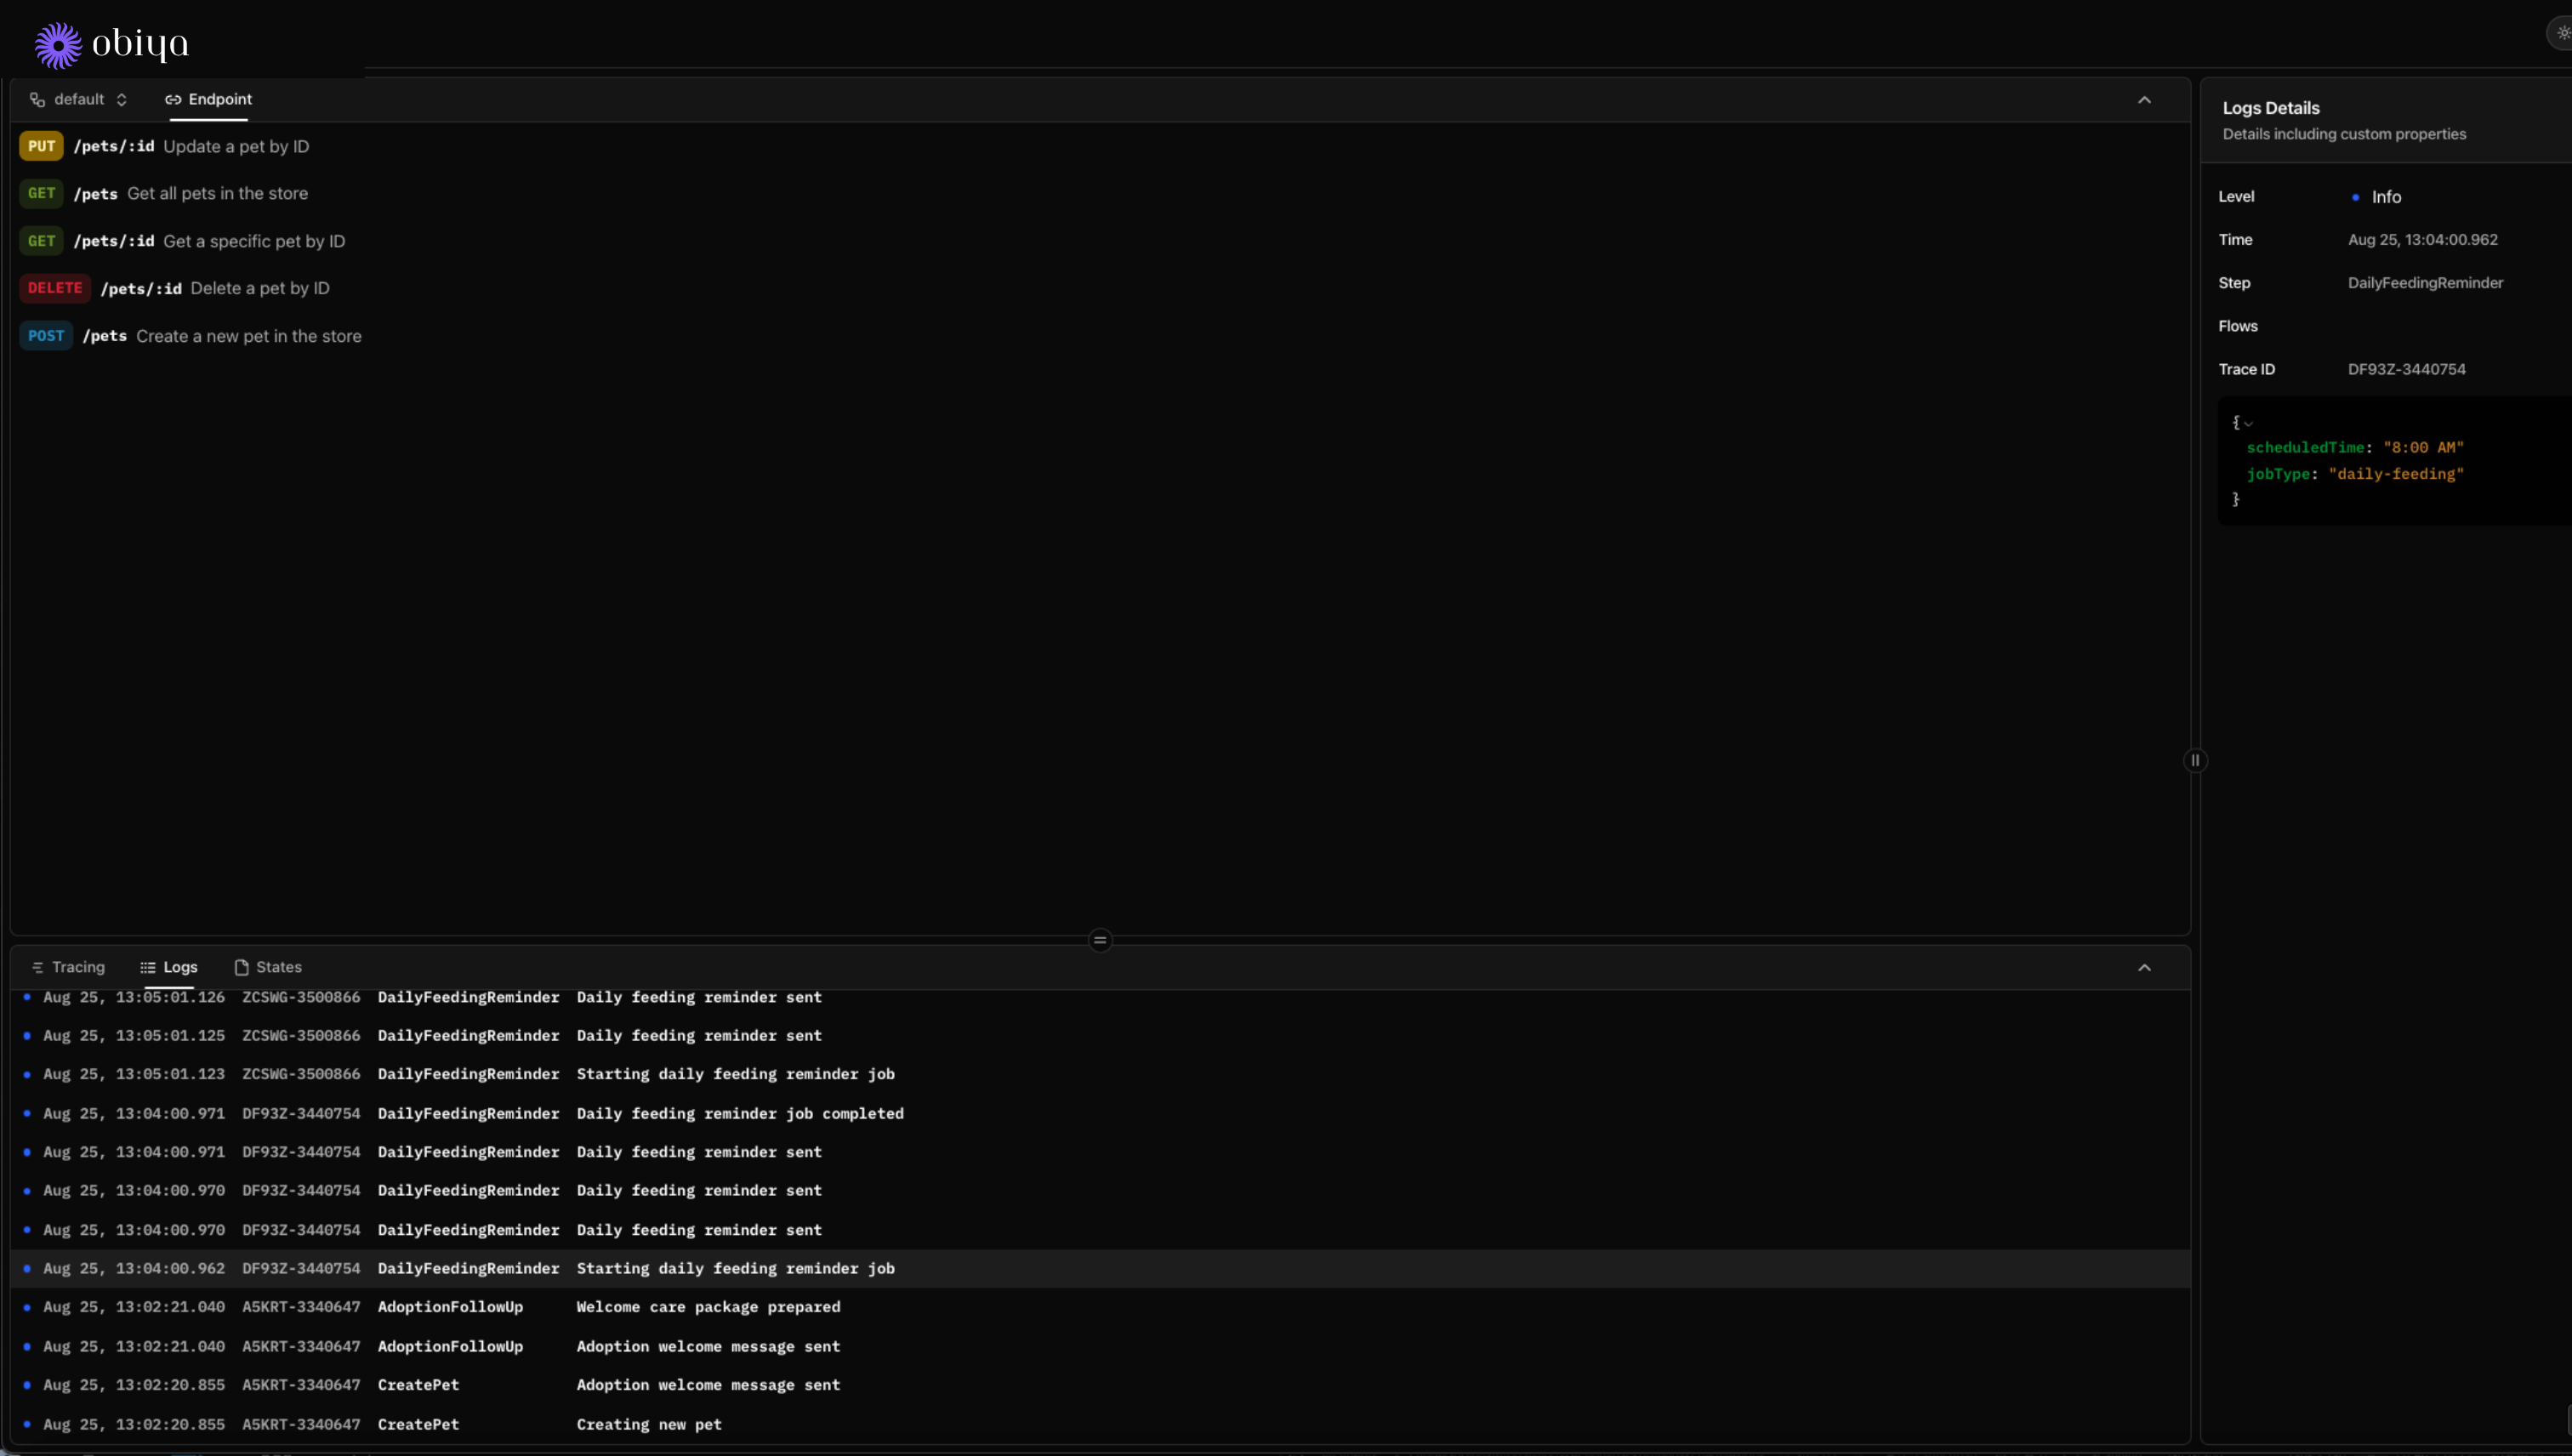 obiya
default
Endpoint
PUT /pets/:id Update a pet by ID
GET /pets Get all pets in the store
GET /pets/:id Get a specific pet by ID
DELETE /pets/:id Delete a pet by ID
POST /pets Create a new pet in the store
Tracing
Logs
States
Aug 25, 13:05:01.126 ZCSWG-3500866 DailyFeedingReminder Daily feeding reminder sent
Aug 25, 13:05:01.125 ZCSWG-3500866 DailyFeedingReminder Daily feeding reminder sent
Aug 25, 13:05:01.123 ZCSWG-3500866 DailyFeedingReminder Starting daily feeding reminder job
Aug 25, 13:04:00.971 DF93Z-3440754 DailyFeedingReminder Daily feeding reminder job completed
Aug 25, 13:04:00.971 DF93Z-3440754 DailyFeedingReminder Daily feeding reminder sent
Aug 25, 13:04:00.970 DF93Z-3440754 DailyFeedingReminder Daily feeding reminder sent
Aug 25, 13:04:00.970 DF93Z-3440754 DailyFeedingReminder Daily feeding reminder sent
Aug 25, 13:04:00.962 DF93Z-3440754 DailyFeedingReminder Starting daily feeding reminder job
Aug 25, 13:02:21.040 A5KRT-3340647 AdoptionFollowUp Welcome care package prepared
Aug 25, 13:02:21.040 A5KRT-3340647 AdoptionFollowUp Adoption welcome message sent
Aug 25, 13:02:20.855 A5KRT-3340647 CreatePet Adoption welcome message sent
Aug 25, 13:02:20.855 A5KRT-3340647 CreatePet Creating new pet
Logs Details
Details including custom properties
Level Info
Time Aug 25, 13:04:00.962
Step DailyFeedingReminder
Flows
Trace ID DF93Z-3440754
{
scheduledTime: "8:00 AM"
jobType: "daily-feeding"
}